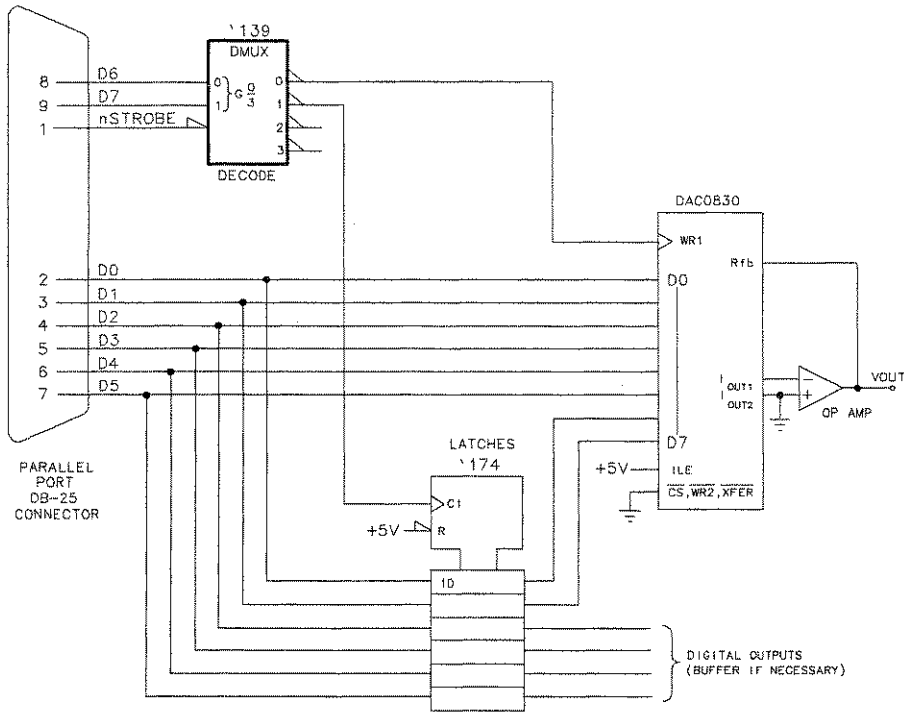 '139
DMUX
8 D6 0 0
9 D7 1 G 0/3 1
1 nSTROBE 2
3
DECODE
DAC0830
WR1
Rfb
2 D0 D0
3 D1
4 D2
5 D3
6 D4
7 D5
IOUT1 −
IOUT2 +
VOUT
OP AMP
D7
+5V ILE
CS, WR2, XFER
PARALLEL
PORT
DB-25
CONNECTOR
LATCHES
'174
C1
+5V R
1D
DIGITAL OUTPUTS
(BUFFER IF NECESSARY)